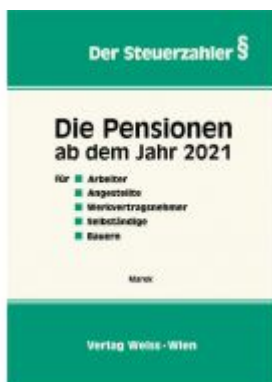 Der Steuerzahler §
Die Pensionen
ab dem Jahr 2021
für ■ Arbeiter
■ Angestellte
■ Werkvertragsnehmer
■ Selbständige
■ Bauern
Marek
Verlag Weiss - Wien